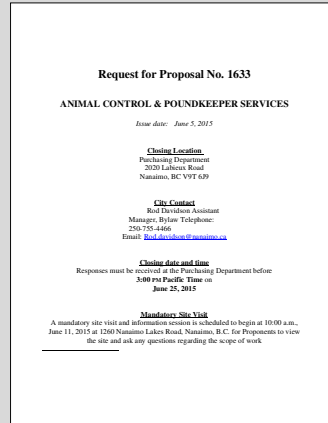 Request for Proposal No. 1633
ANIMAL CONTROL & POUNDKEEPER SERVICES
Issue date: June 5, 2015
Closing Location
Purchasing Department
2020 Labieux Road
Nanaimo, BC V9T 6J9
City Contact
Rod Davidson Assistant
Manager, Bylaw Telephone:
250-755-4466
Email: Rod.davidson@nanaimo.ca
Closing date and time
Responses must be received at the Purchasing Department before
3:00 PM Pacific Time on
June 25, 2015
Mandatory Site Visit
A mandatory site visit and information session is scheduled to begin at 10:00 a.m.,
June 11, 2015 at 1260 Nanaimo Lakes Road, Nanaimo, B.C. for Proponents to view
the site and ask any questions regarding the scope of work